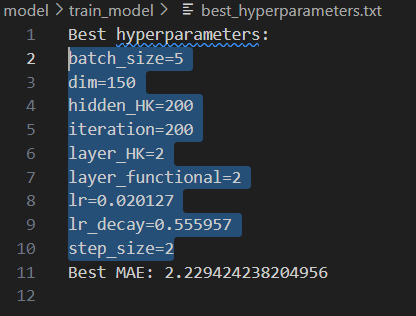 model > train_model > best_hyperparameters.txt
1 Best hyperparameters:
2 batch_size=5
3 dim=150
4 hidden_HK=200
5 iteration=200
6 layer_HK=2
7 layer_functional=2
8 lr=0.020127
9 lr_decay=0.555957
10 step_size=2
11 Best MAE: 2.229424238204956
12